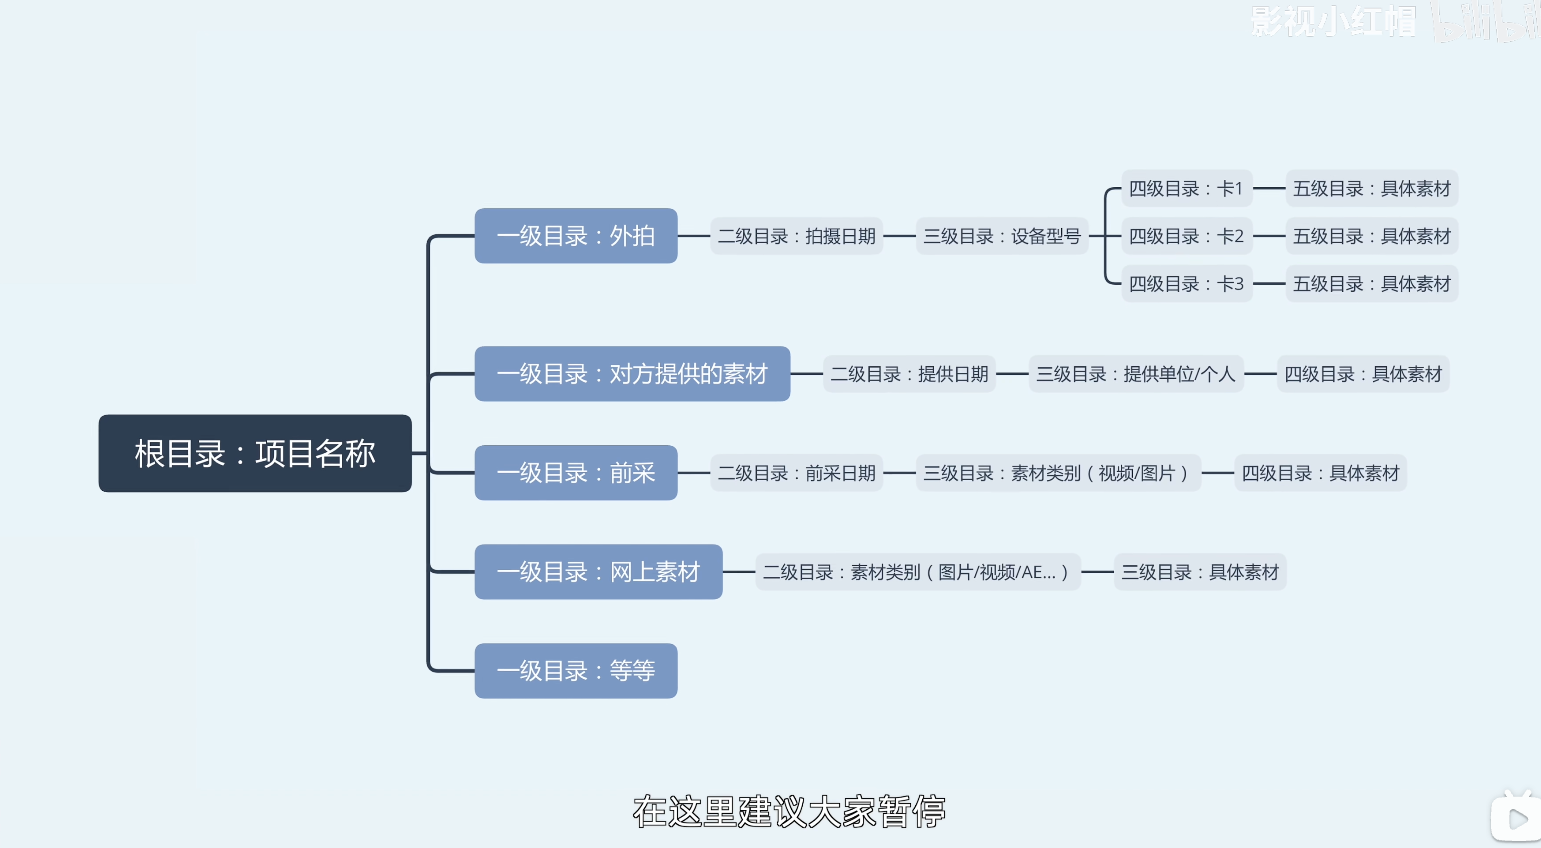 影视小红帽
根目录：项目名称
一级目录：外拍
二级目录：拍摄日期
三级目录：设备型号
四级目录：卡1
五级目录：具体素材
四级目录：卡2
五级目录：具体素材
四级目录：卡3
五级目录：具体素材
一级目录：对方提供的素材
二级目录：提供日期
三级目录：提供单位/个人
四级目录：具体素材
一级目录：前采
二级目录：前采日期
三级目录：素材类别（视频/图片）
四级目录：具体素材
一级目录：网上素材
二级目录：素材类别（图片/视频/AE...）
三级目录：具体素材
一级目录：等等
在这里建议大家暂停